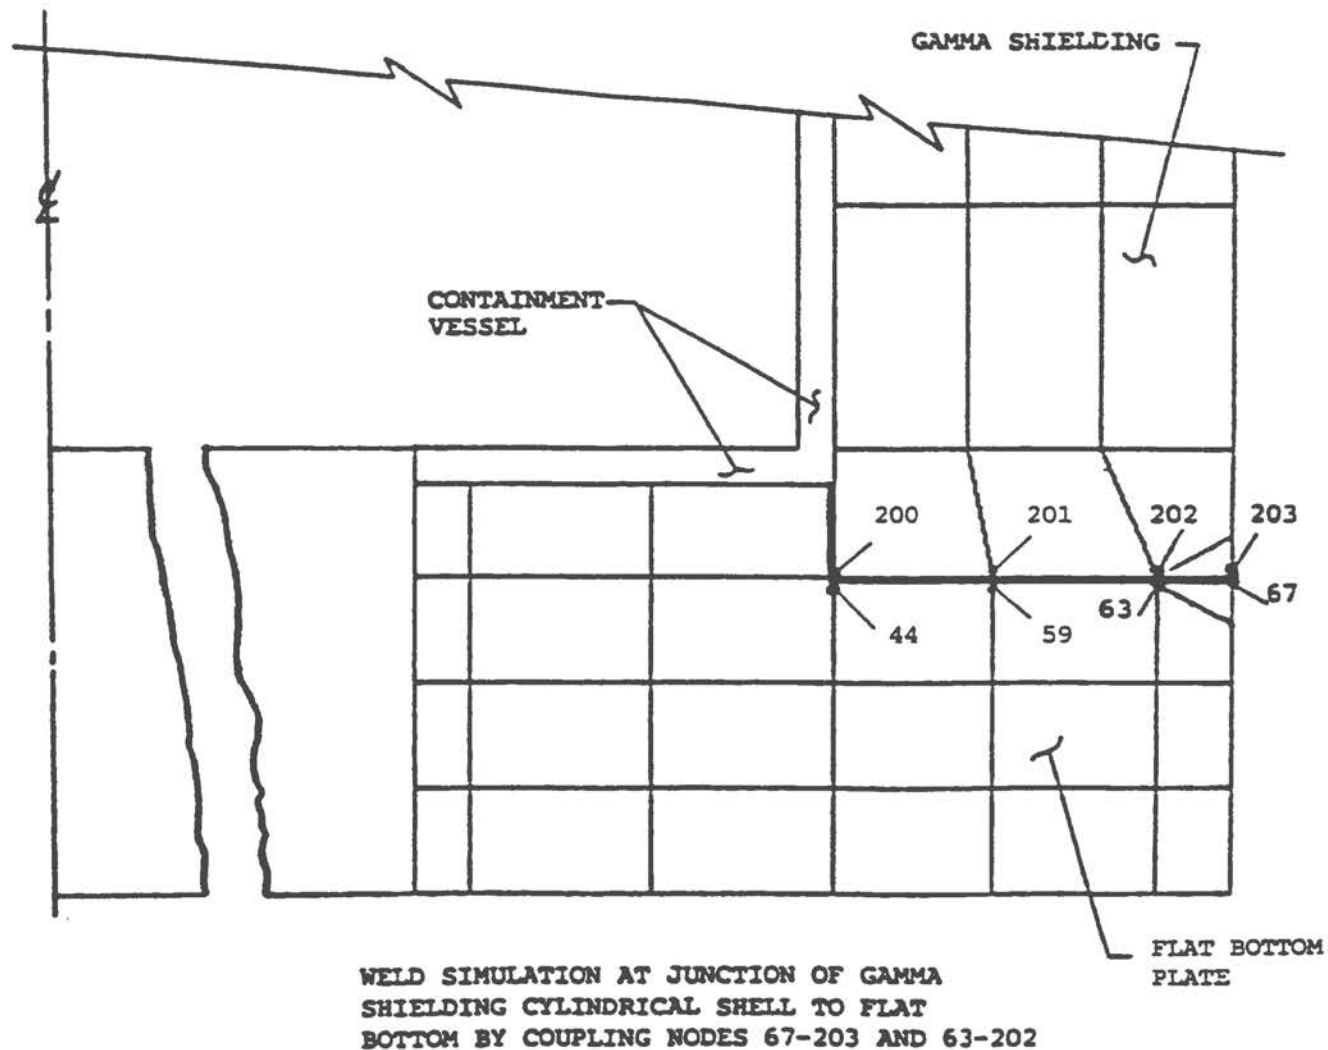 GAMMA SHIELDING
CONTAINMENT
VESSEL
200
201
202
203
44
59
63
67
FLAT BOTTOM
PLATE
WELD SIMULATION AT JUNCTION OF GAMMA
SHIELDING CYLINDRICAL SHELL TO FLAT
BOTTOM BY COUPLING NODES 67-203 AND 63-202